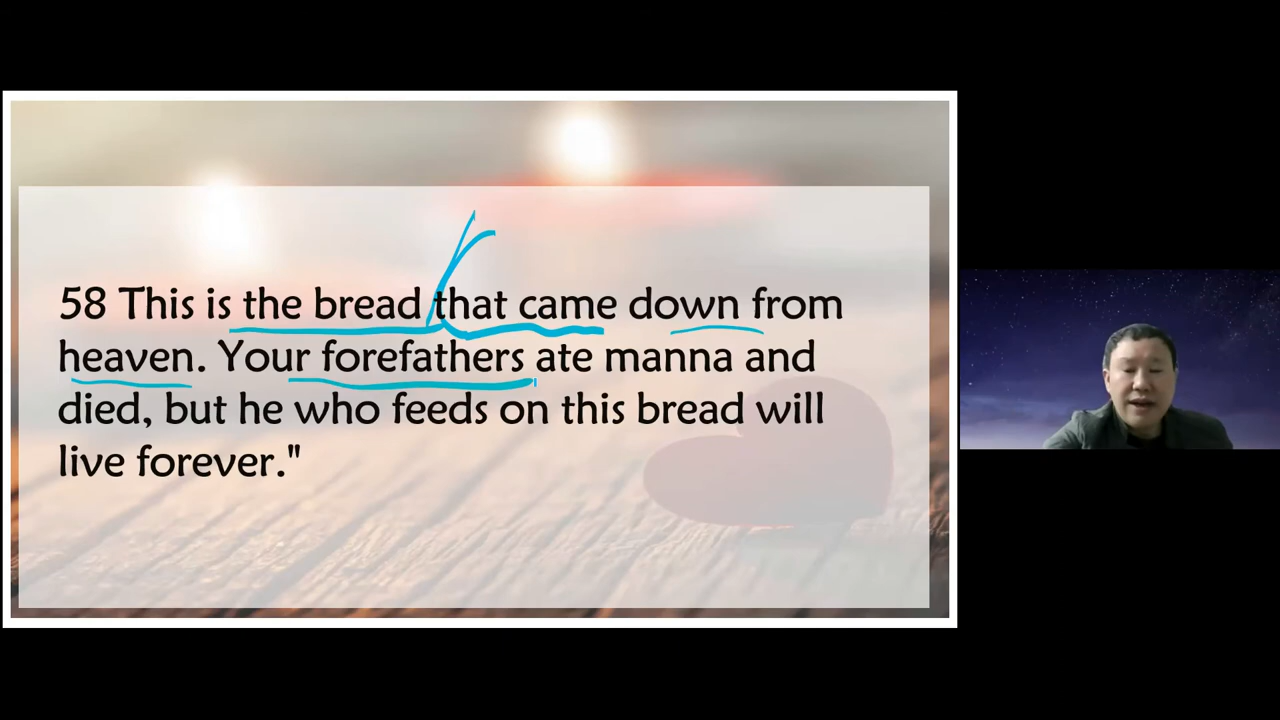 58 This is the bread that came down from
heaven. Your forefathers ate manna and
died, but he who feeds on this bread will
live forever."